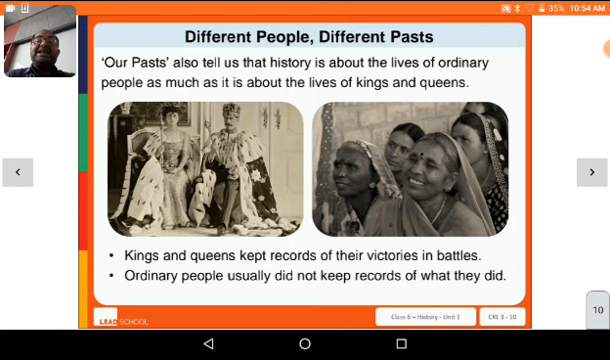 35% 10:54 AM
Different People, Different Pasts
‘Our Pasts’ also tell us that history is about the lives of ordinary
people as much as it is about the lives of kings and queens.
• Kings and queens kept records of their victories in battles.
• Ordinary people usually did not keep records of what they did.
LEAD SCHOOL
Class 6 – History - Unit 1
CRL 3 - 10
10